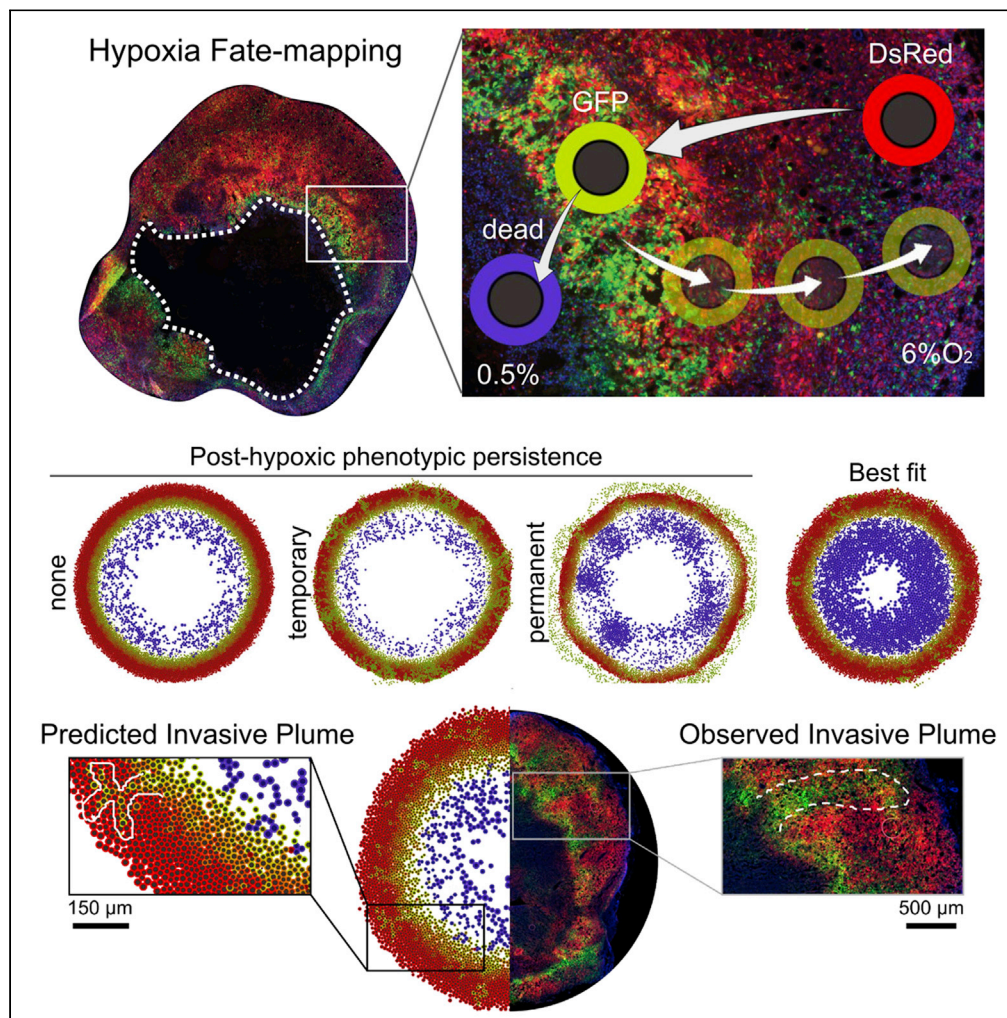 Hypoxia Fate-mapping
DsRed
GFP
dead
0.5%
6%O₂
Post-hypoxic phenotypic persistence
Best fit
none
temporary
permanent
Predicted Invasive Plume
Observed Invasive Plume
150 µm
500 µm